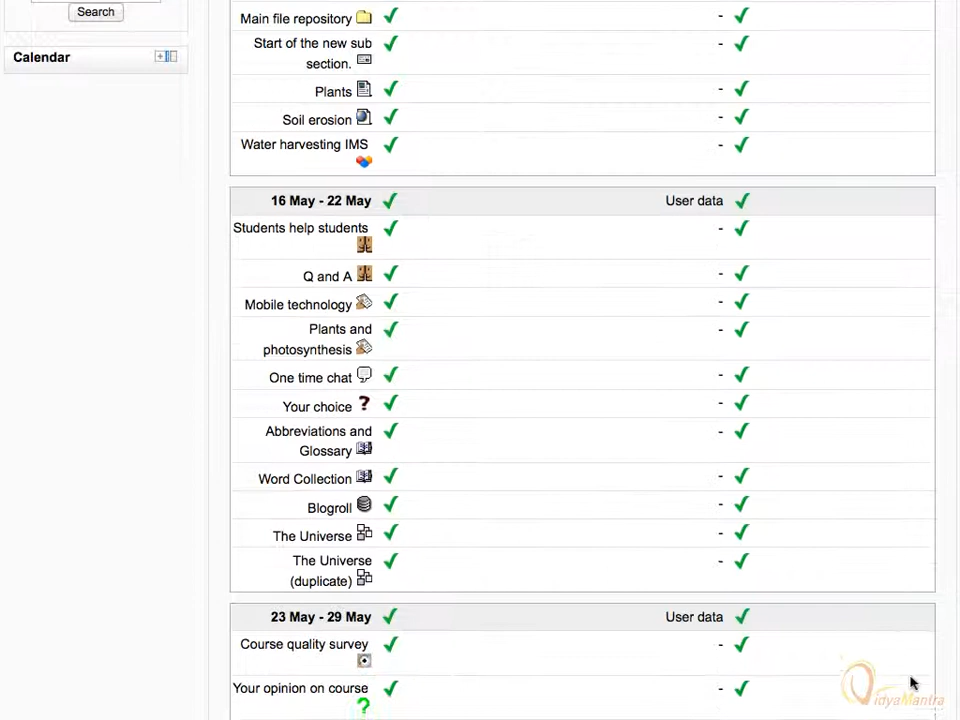 Search
Calendar
Main file repository
-
Start of the new sub
section.
-
Plants
-
Soil erosion
-
Water harvesting IMS
-
16 May - 22 May
User data
Students help students
-
Q and A
-
Mobile technology
-
Plants and
photosynthesis
-
One time chat
-
Your choice ?
-
Abbreviations and
Glossary
-
Word Collection
-
Blogroll
-
The Universe
-
The Universe
(duplicate)
-
23 May - 29 May
User data
Course quality survey
-
Your opinion on course
?
-
VidyaMantra